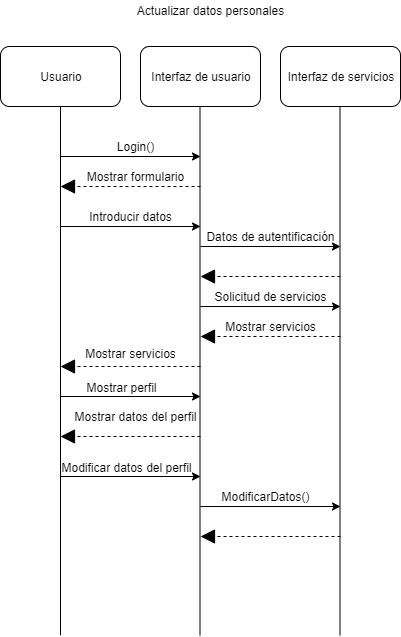 Actualizar datos personales
Usuario
Interfaz de usuario
Interfaz de servicios
Login()
Mostrar formulario
Introducir datos
Datos de autentificación
Solicitud de servicios
Mostrar servicios
Mostrar servicios
Mostrar perfil
Mostrar datos del perfil
Modificar datos del perfil
ModificarDatos()